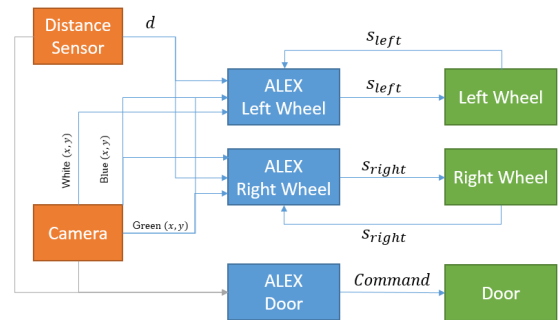 Distance
Sensor
d
s_left
ALEX
Left Wheel
s_left
Left Wheel
White (x, y)
Blue (x, y)
ALEX
Right Wheel
s_right
Right Wheel
Camera
Green (x, y)
s_right
ALEX
Door
Command
Door